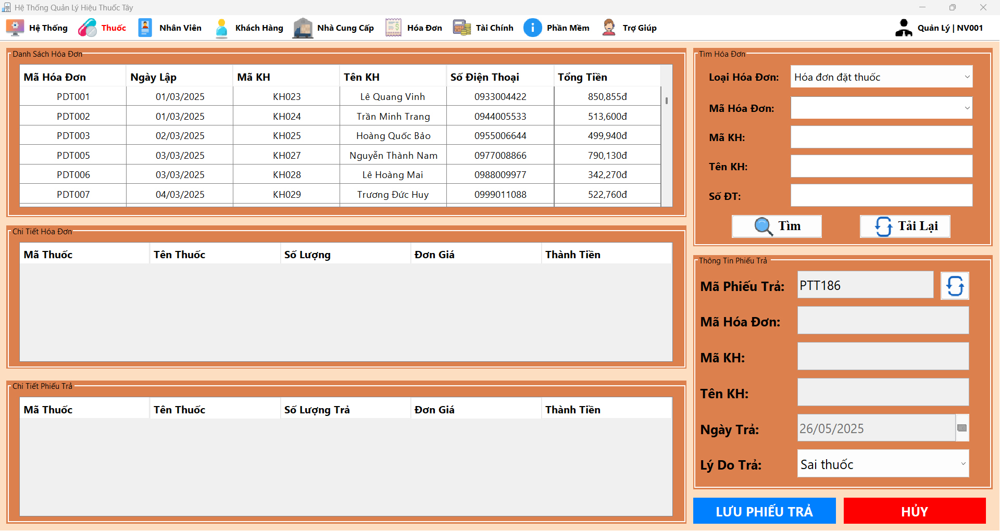 Hệ Thống Quản Lý Hiệu Thuốc Tây
Hệ Thống Thuốc Nhân Viên Khách Hàng Nhà Cung Cấp Hóa Đơn Tài Chính Phần Mềm Trợ Giúp Quản Lý | NV001
Danh Sách Hóa Đơn
Mã Hóa Đơn Ngày Lập Mã KH Tên KH Số Điện Thoại Tổng Tiền
PDT001 01/03/2025 KH023 Lê Quang Vinh 0933004422 850,855đ
PDT002 01/03/2025 KH024 Trần Minh Trang 0944005533 513,600đ
PDT003 02/03/2025 KH025 Hoàng Quốc Bảo 0955006644 499,940đ
PDT005 03/03/2025 KH027 Nguyễn Thành Nam 0977008866 790,130đ
PDT006 03/03/2025 KH028 Lê Hoàng Mai 0988009977 342,270đ
PDT007 04/03/2025 KH029 Trương Đức Huy 0999011088 522,760đ
Chi Tiết Hóa Đơn
Mã Thuốc Tên Thuốc Số Lượng Đơn Giá Thành Tiền
Chi Tiết Phiếu Trả
Mã Thuốc Tên Thuốc Số Lượng Trả Đơn Giá Thành Tiền
Tìm Hóa Đơn
Loại Hóa Đơn: Hóa đơn đặt thuốc
Mã Hóa Đơn:
Mã KH:
Tên KH:
Số ĐT:
Tìm Tải Lại
Thông Tin Phiếu Trả
Mã Phiếu Trả: PTT186
Mã Hóa Đơn:
Mã KH:
Tên KH:
Ngày Trả: 26/05/2025
Lý Do Trả: Sai thuốc
LƯU PHIẾU TRẢ HỦY